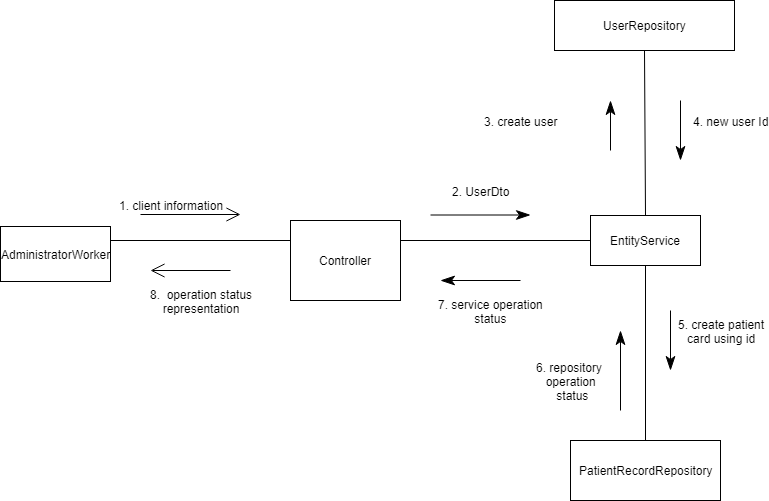 UserRepository
3. create user
4. new user Id
1. client information
2. UserDto
AdministratorWorker
Controller
EntityService
8.  operation status
representation
7. service operation
status
5. create patient
card using id
6. repository
operation
status
PatientRecordRepository